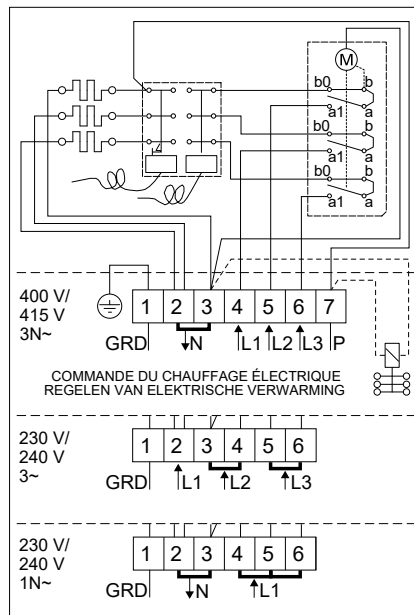 M
b0 b
a1 a
b0 b
a1 a
b0 b
a1 a
400 V/
415 V
3N~
1 2 3 4 5 6 7
GRD N L1 L2 L3 P
COMMANDE DU CHAUFFAGE ÉLECTRIQUE
REGELEN VAN ELEKTRISCHE VERWARMING
230 V/
240 V
3~
1 2 3 4 5 6
GRD L1 L2 L3
230 V/
240 V
1N~
1 2 3 4 5 6
GRD N L1